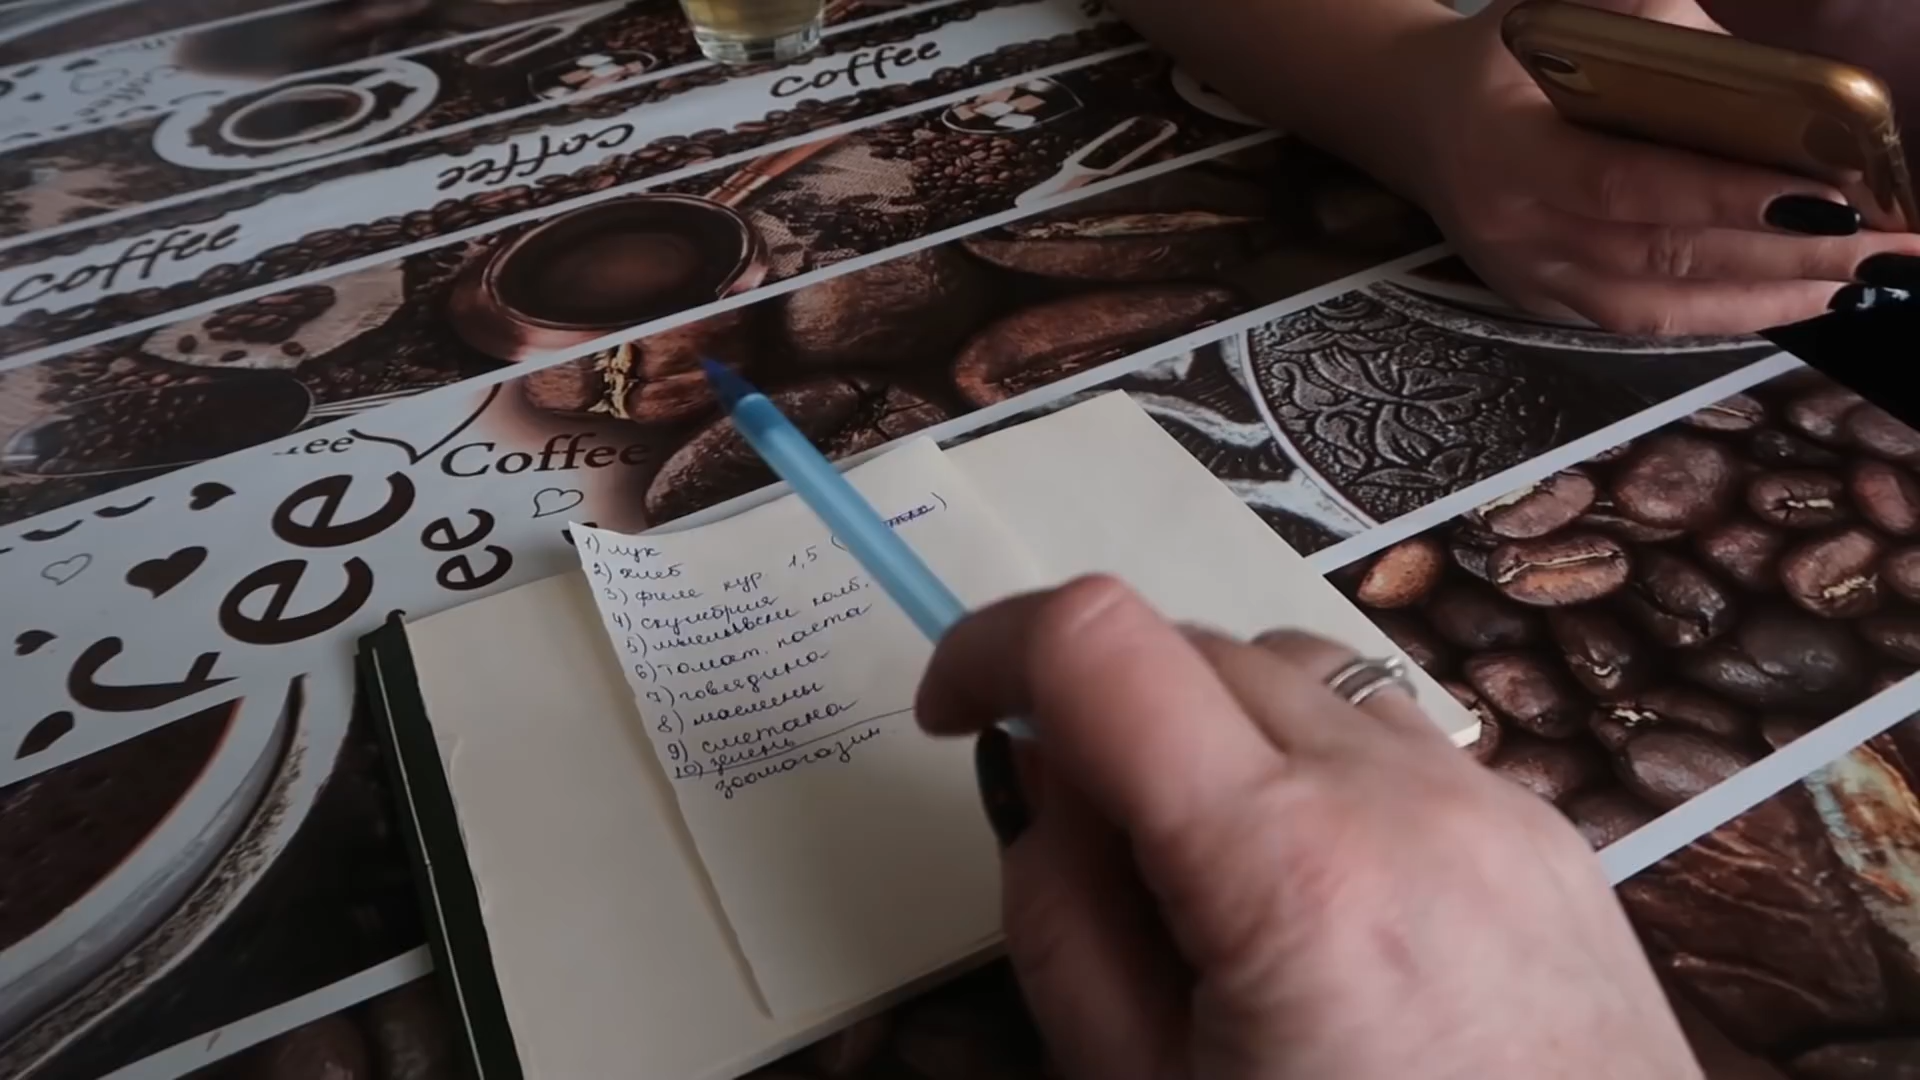 coffee
coffee
coffee
Coffee
ee
1) лук
2) хлеб
3) филе кур 1,5 (
4) скумбрия
5) колб.
6) томат. паста
7) говядина
8) маслины
9) сметана
10) зелень
зоомагазин